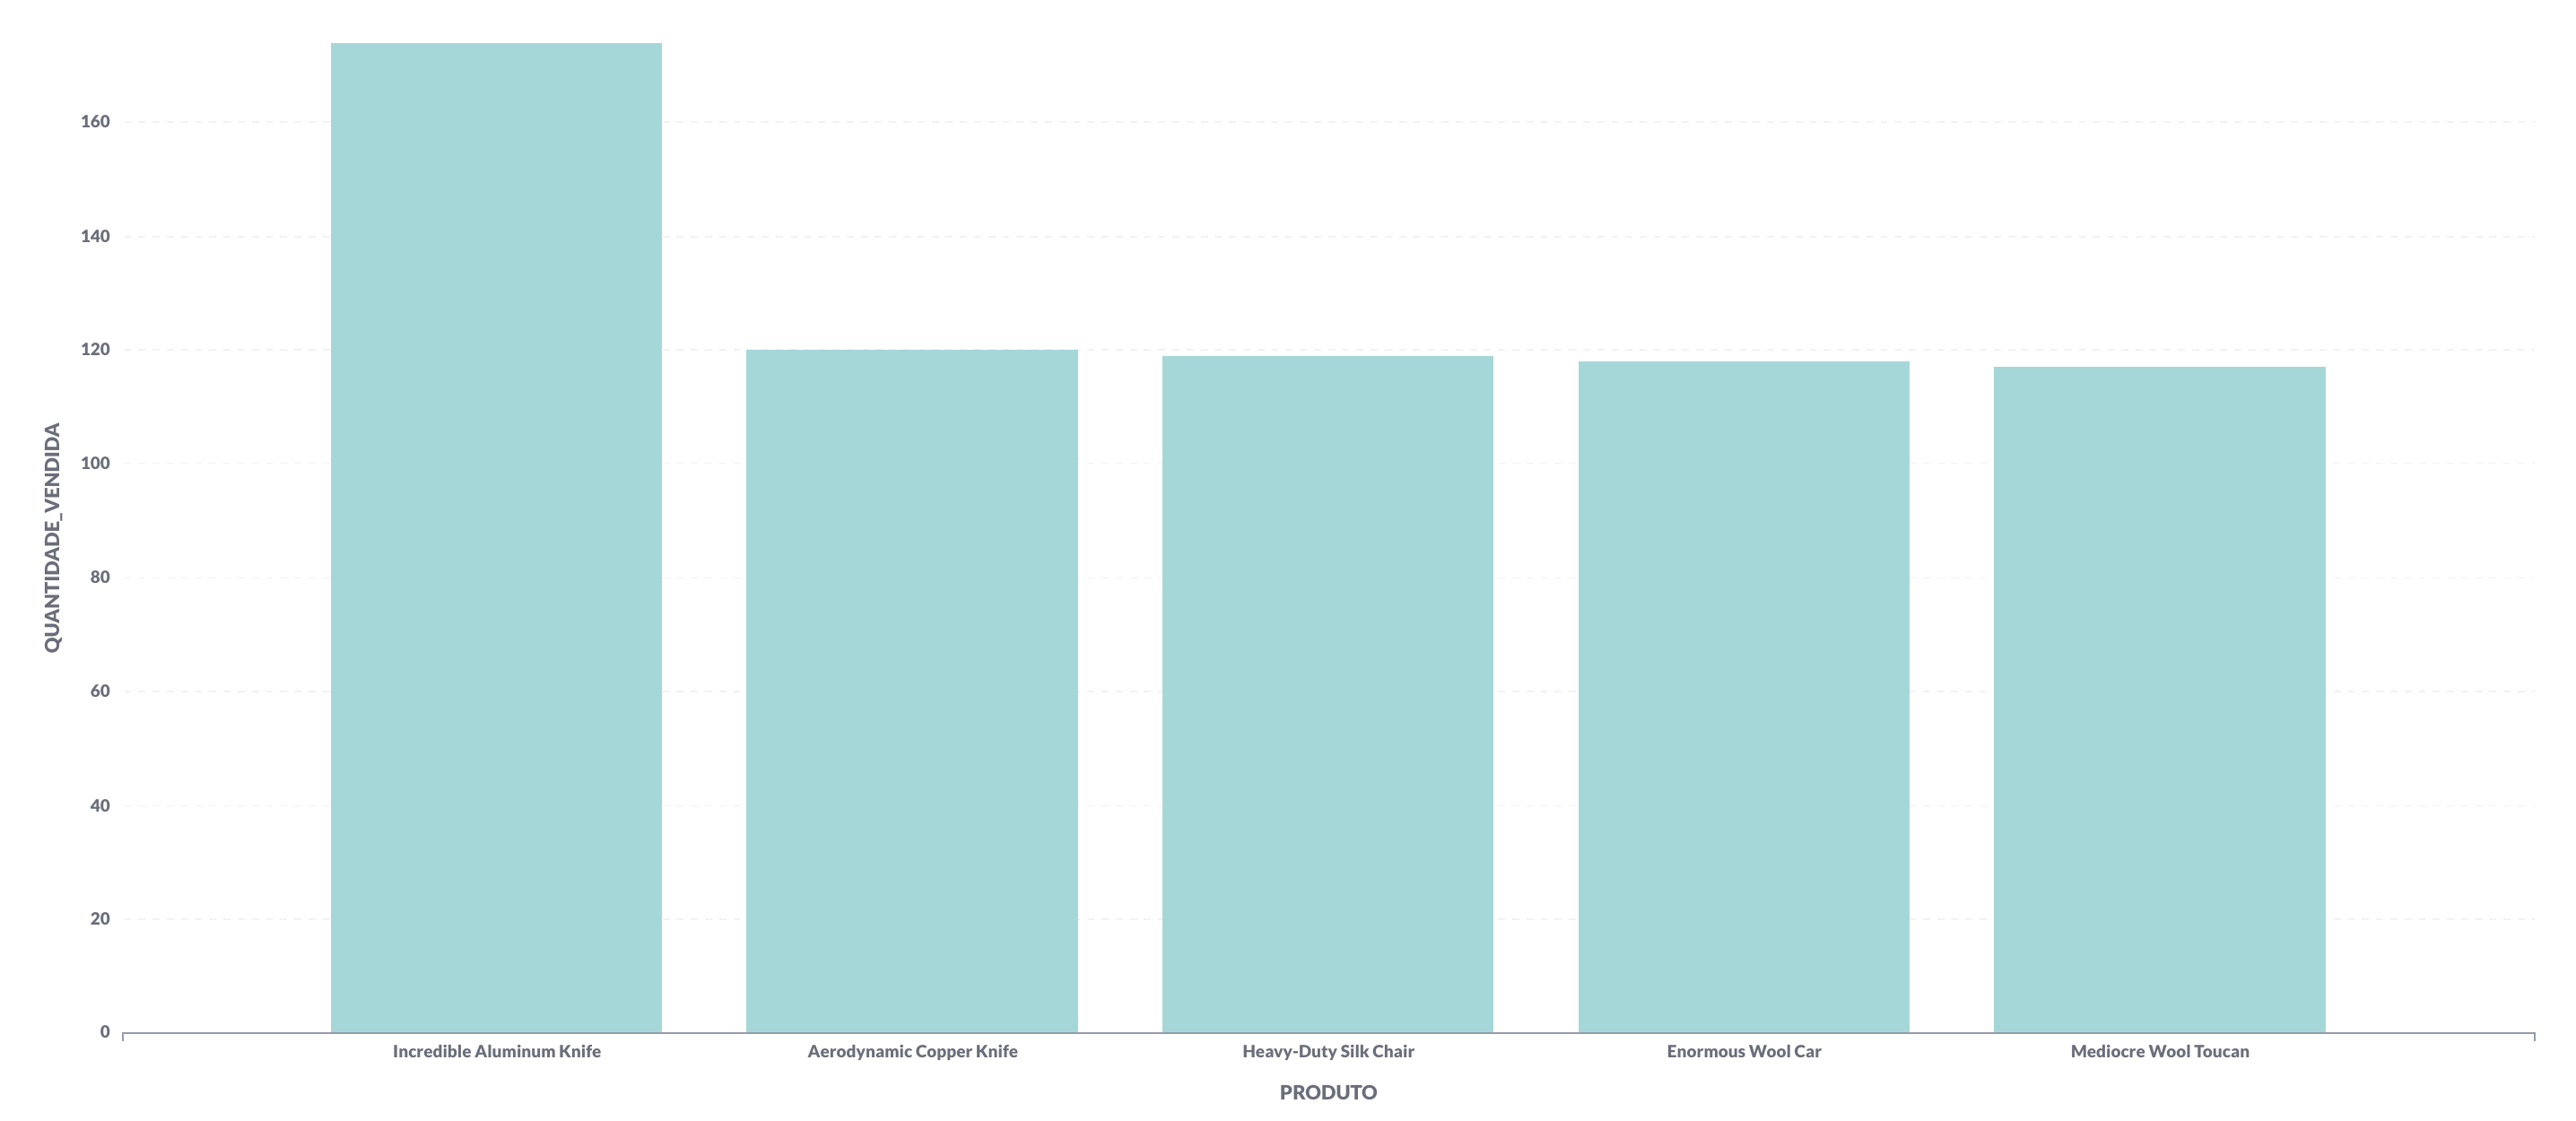 160
140
120
100
80
60
40
20
0
QUANTIDADE_VENDIDA
Incredible Aluminum Knife
Aerodynamic Copper Knife
Heavy-Duty Silk Chair
Enormous Wool Car
Mediocre Wool Toucan
PRODUTO